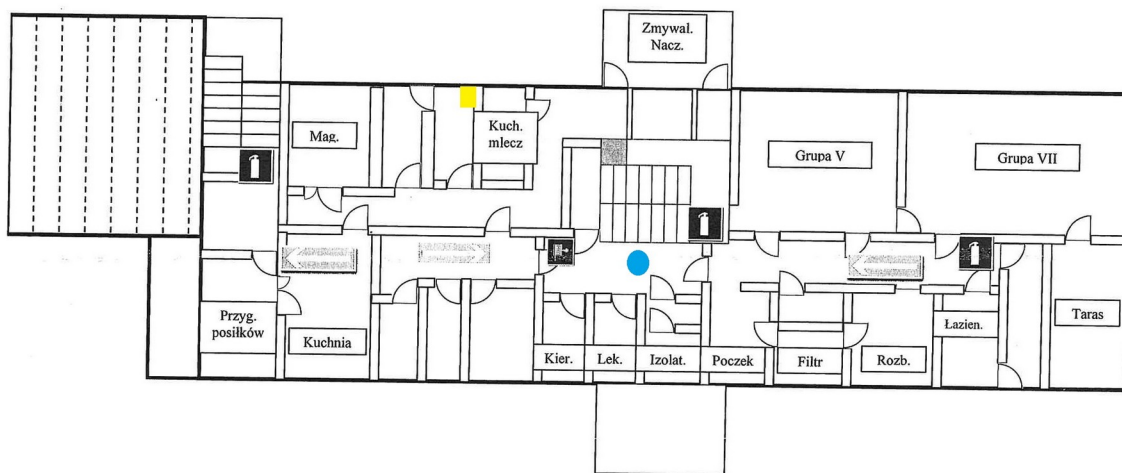 Zmywal.
Nacz.
Mag.
Kuch.
mlecz
Grupa V
Grupa VII
Przyg.
posiłków
Kuchnia
Kier.
Lek.
Izolat.
Poczek
Filtr
Rozb.
Łazien.
Taras